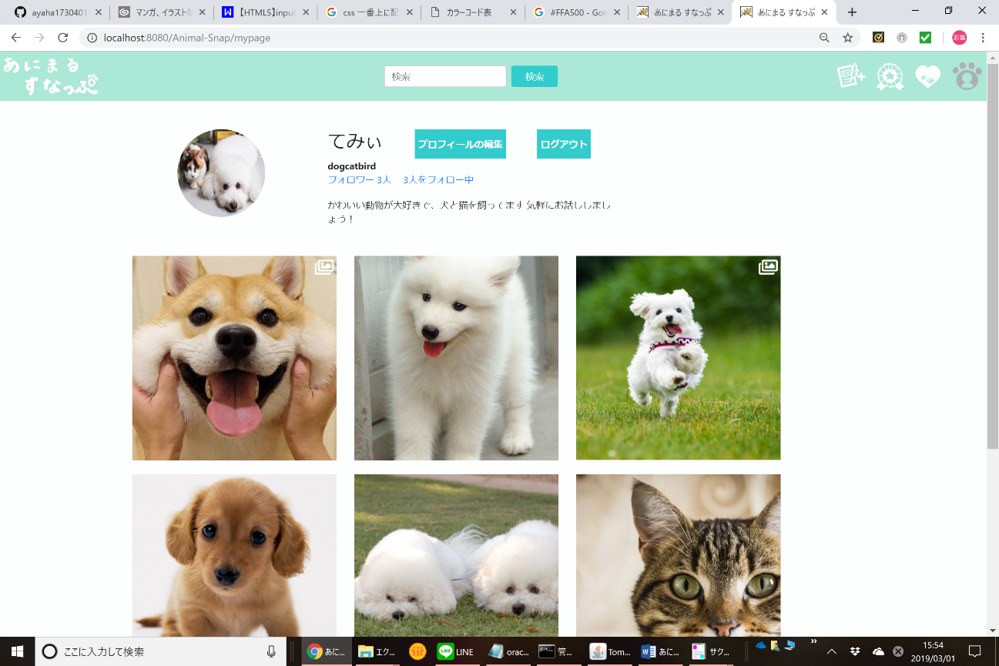 ayaha1730401
マンガ、イラスト制
【HTML5】input
css 一番上に配
カラーコード表
#FFA500 - Goo
あにまる すなっぷ
あにまる すなっぷ
localhost:8080/Animal-Snap/mypage
彩葉
あにまる
すなっぷ
検索
検索
てみぃ
プロフィールの編集
ログアウト
dogcatbird
フォロワー 3人
3人をフォロー中
かわいい動物が大好きで、犬と猫を飼ってます気軽にお話ししまし
ょう！
ここに入力して検索
あに...
エク...
LINE
orac...
管...
Tom...
あに...
サク...
15:54
2019/03/01